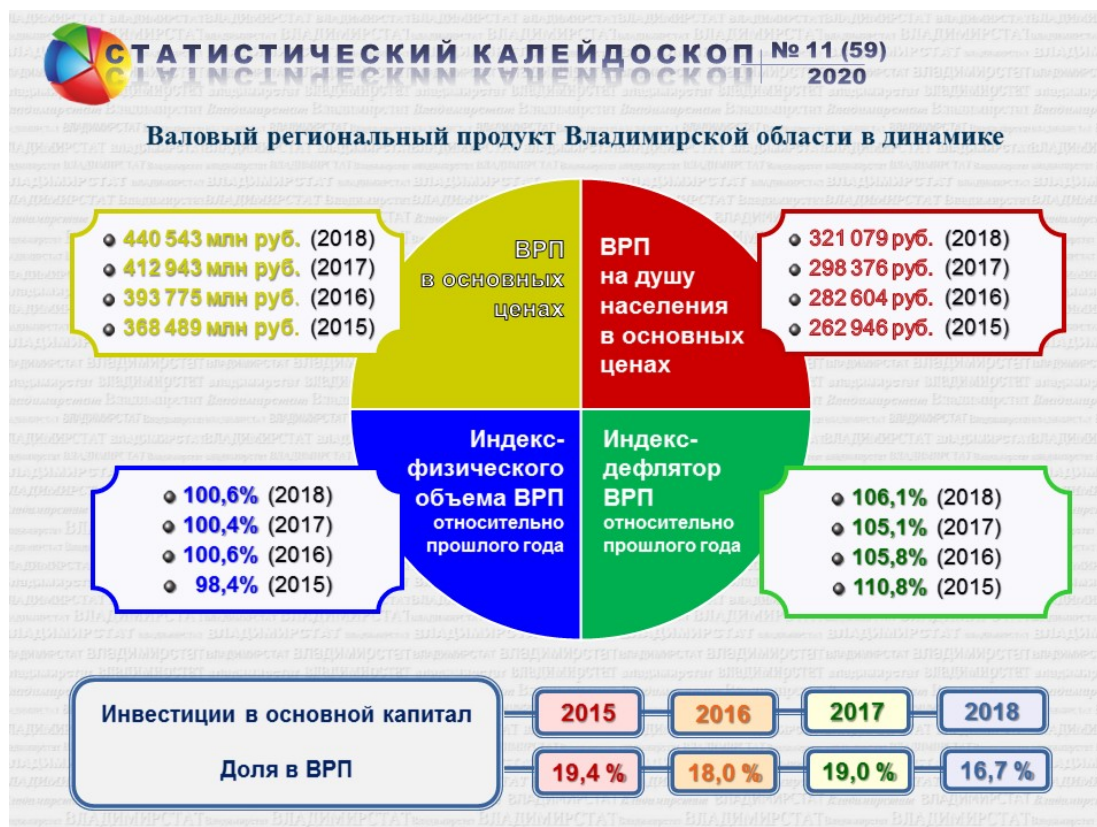 СТАТИСТИЧЕСКИЙ КАЛЕЙДОСКОП № 11 (59)
2020
Валовый региональный продукт Владимирской области в динамике
440 543 млн руб. (2018)
412 943 млн руб. (2017)
393 775 млн руб. (2016)
368 489 млн руб. (2015)
ВРП
в основных
ценах
ВРП
на душу
населения
в основных
ценах
321 079 руб. (2018)
298 376 руб. (2017)
282 604 руб. (2016)
262 946 руб. (2015)
100,6% (2018)
100,4% (2017)
100,6% (2016)
98,4% (2015)
Индекс-
физического
объема ВРП
относительно
прошлого года
Индекс-
дефлятор
ВРП
относительно
прошлого года
106,1% (2018)
105,1% (2017)
105,8% (2016)
110,8% (2015)
Инвестиции в основной капитал 2015 2016 2017 2018
Доля в ВРП 19,4 % 18,0 % 19,0 % 16,7 %